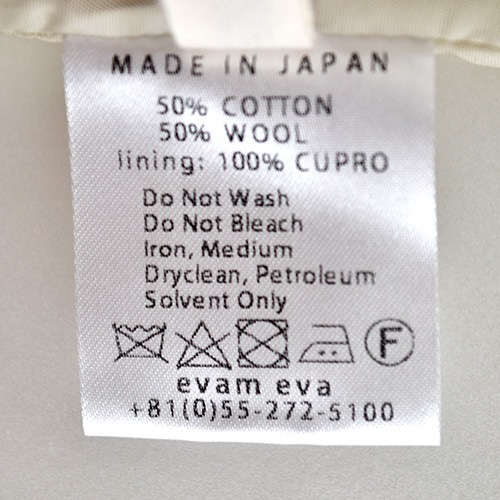 MADE IN JAPAN
50% COTTON
50% WOOL
lining: 100% CUPRO
Do Not Wash
Do Not Bleach
Iron, Medium
Dryclean, Petroleum
Solvent Only
F
evam eva
+81(0)55-272-5100